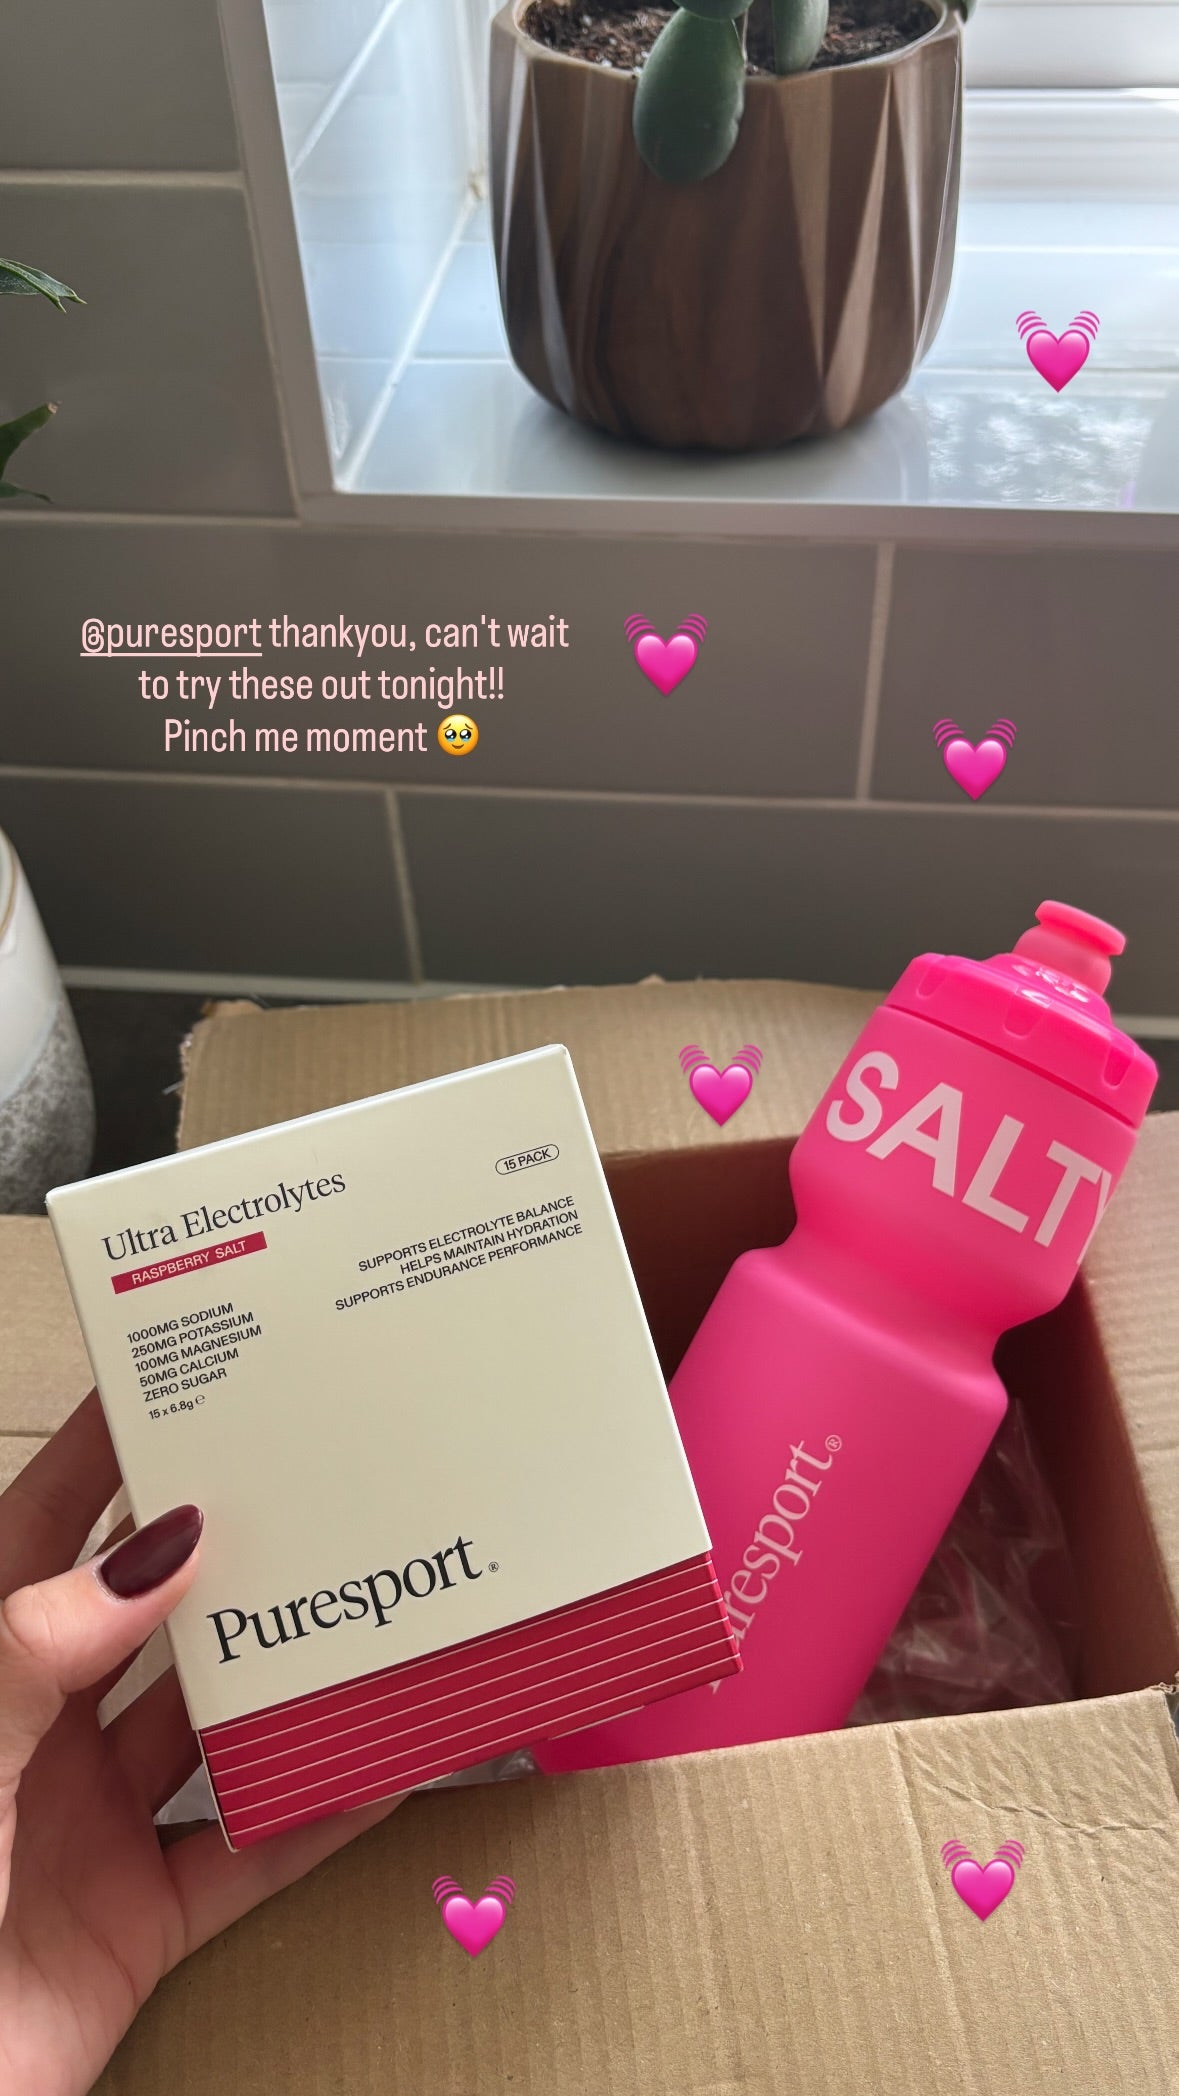 @puresport thankyou, can't wait
to try these out tonight!!
Pinch me moment 🥹
SALTY
Ultra Electrolytes
RASPBERRY SALT
15 PACK
SUPPORTS ELECTROLYTE BALANCE
HELPS MAINTAIN HYDRATION
SUPPORTS ENDURANCE PERFORMANCE
1000MG SODIUM
250MG POTASSIUM
100MG MAGNESIUM
50MG CALCIUM
ZERO SUGAR
15 x 6.8g ℮
Puresport®
Puresport®